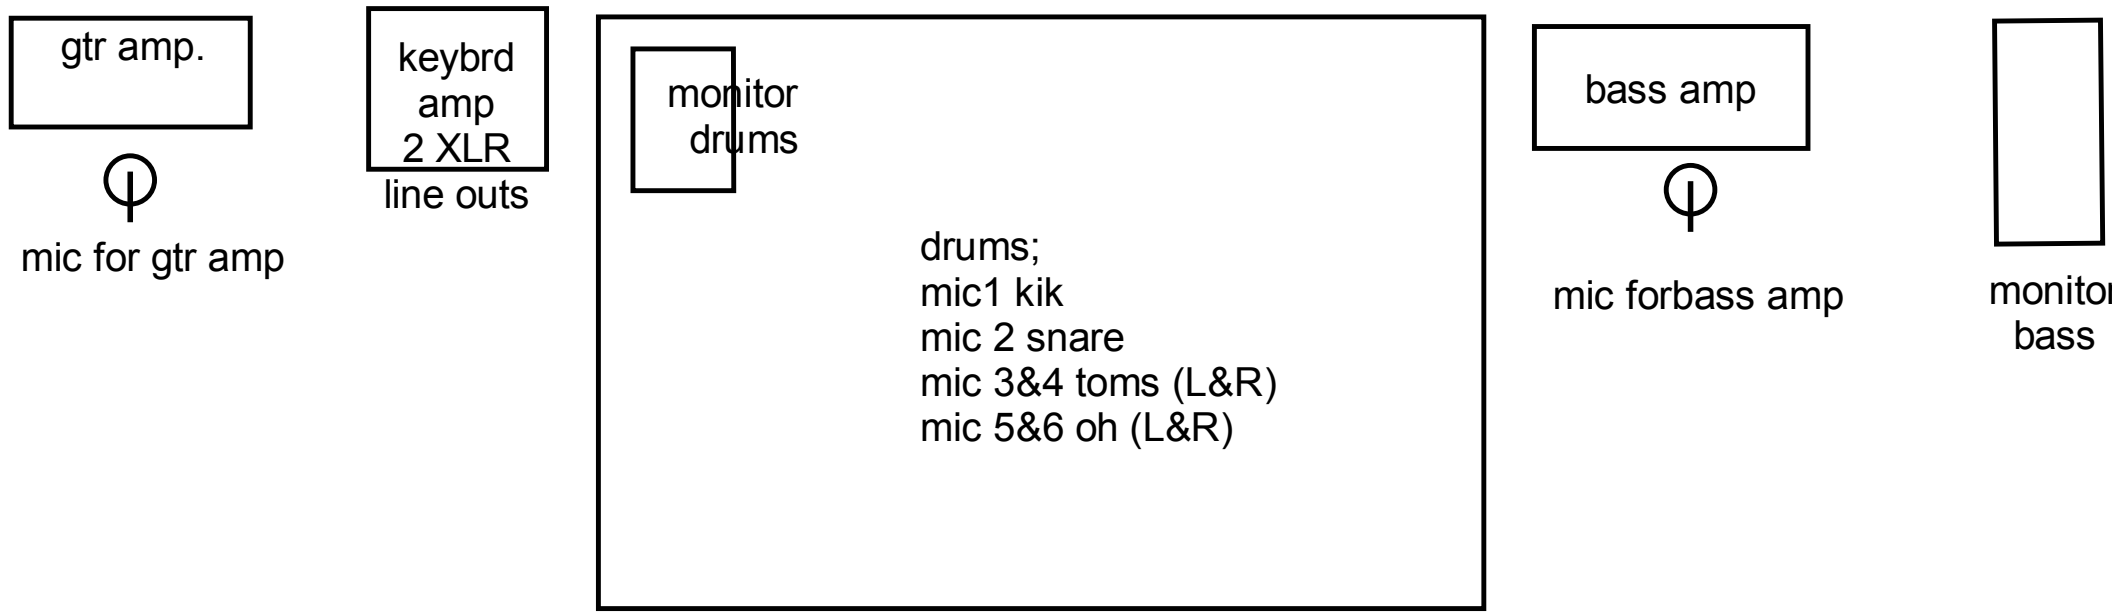 gtr amp.
mic for gtr amp
keybrd
amp
2 XLR
line outs
monitor
drums
drums;
mic1 kik
mic 2 snare
mic 3&4 toms (L&R)
mic 5&6 oh (L&R)
bass amp
mic forbass amp
monitor
bass